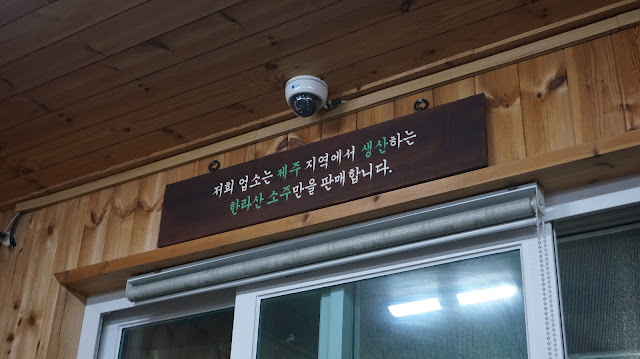 저희 업소는 제주 지역에서 생산하는
한라산 소주만을 판매합니다.